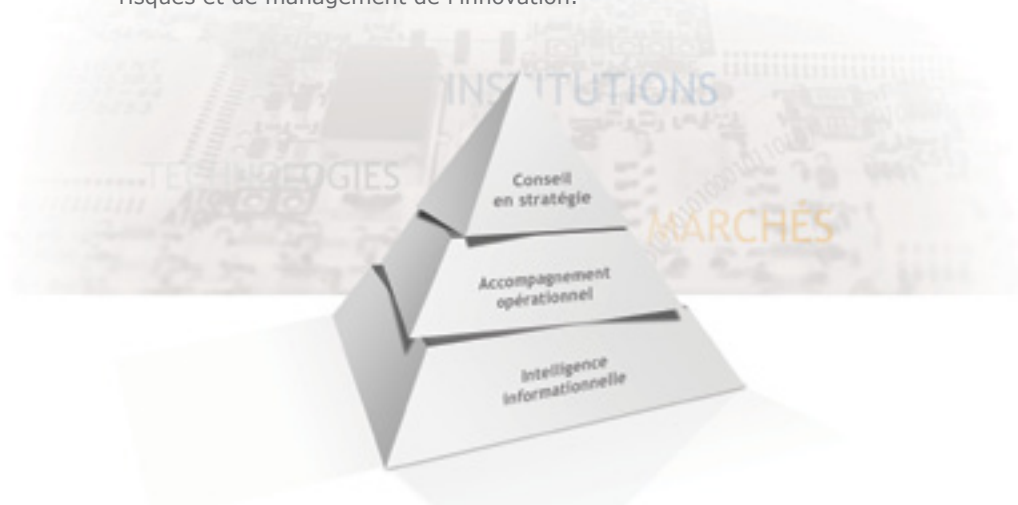 risques et de management de l'innovation.
INSTITUTIONS
TECHNOLOGIES
Conseil
en stratégie
MARCHÉS
Accompagnement
opérationnel
Intelligence
informationnelle